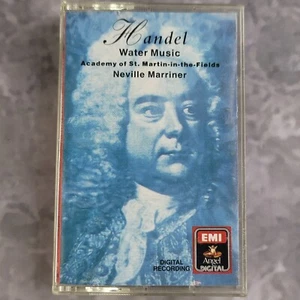 Handel
Water Music
Academy of St. Martin-in-the-Fields
Neville Marriner
DIGITAL
RECORDING
EMI
Angel
DIGITAL